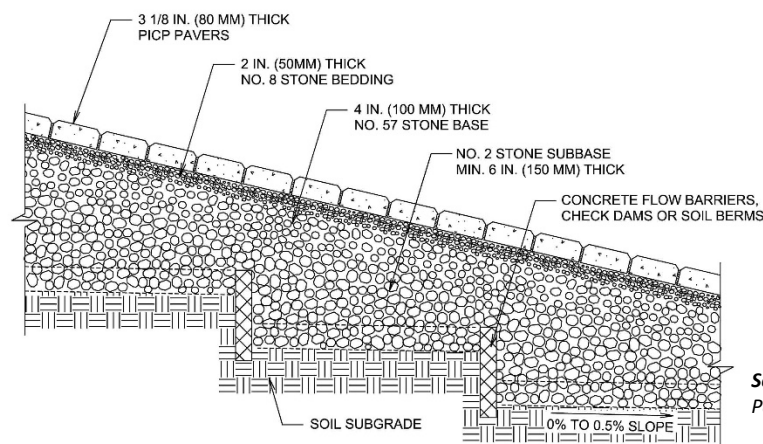 3 1/8 IN. (80 MM) THICK
PICP PAVERS
2 IN. (50MM) THICK
NO. 8 STONE BEDDING
4 IN. (100 MM) THICK
NO. 57 STONE BASE
NO. 2 STONE SUBBASE
MIN. 6 IN. (150 MM) THICK
CONCRETE FLOW BARRIERS,
CHECK DAMS OR SOIL BERMS
SOIL SUBGRADE
0% TO 0.5% SLOPE